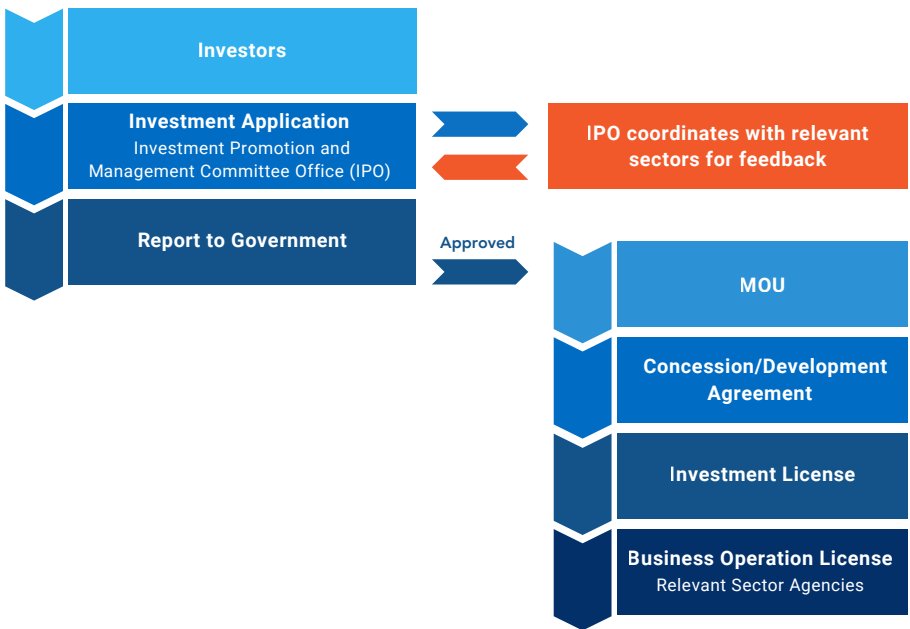 Investors
Investment Application
Investment Promotion and
Management Committee Office (IPO)
IPO coordinates with relevant
sectors for feedback
Report to Government
Approved
MOU
Concession/Development
Agreement
Investment License
Business Operation License
Relevant Sector Agencies